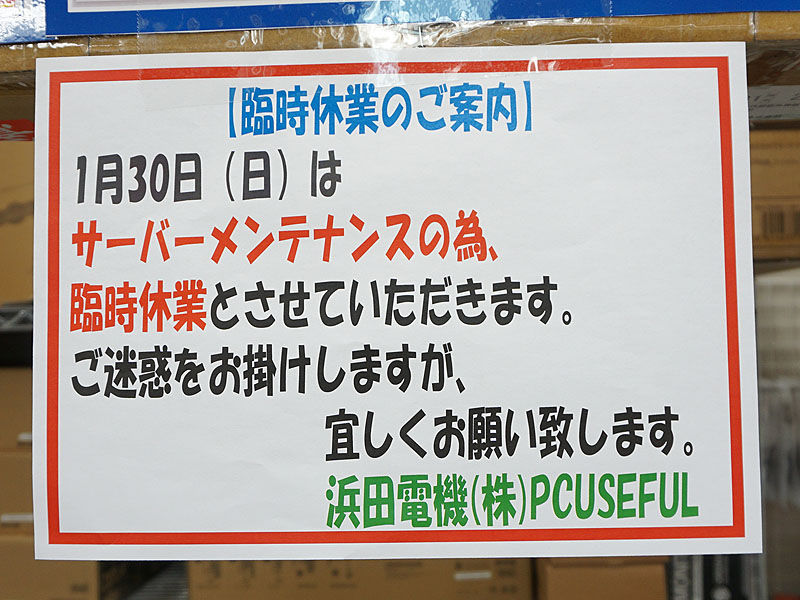 【臨時休業のご案内】
1月30日（日）は
サーバーメンテナンスの為、
臨時休業とさせていただきます。
ご迷惑をお掛けしますが、
宜しくお願い致します。
浜田電機(株)PCUSEFUL